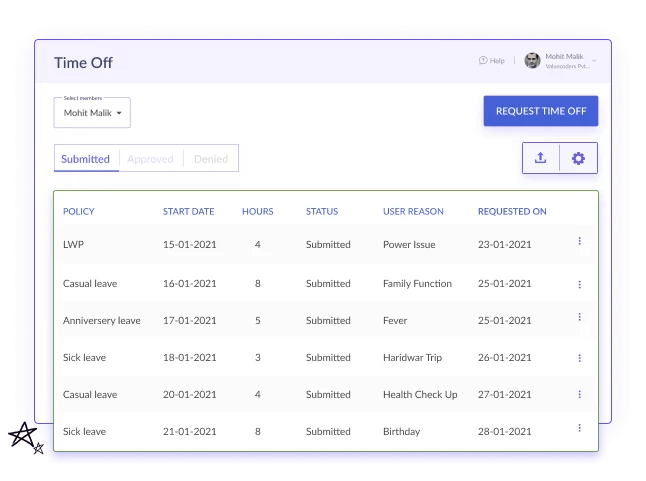 Time Off
Help
Mohit Malik
Valuecoders Pvt...
Select members
Mohit Malik
REQUEST TIME OFF
Submitted Approved Denied
POLICY START DATE HOURS STATUS USER REASON REQUESTED ON
LWP 15-01-2021 4 Submitted Power Issue 23-01-2021
Casual leave 16-01-2021 8 Submitted Family Function 25-01-2021
Anniversery leave 17-01-2021 5 Submitted Fever 25-01-2021
Sick leave 18-01-2021 3 Submitted Haridwar Trip 26-01-2021
Casual leave 20-01-2021 4 Submitted Health Check Up 27-01-2021
Sick leave 21-01-2021 8 Submitted Birthday 28-01-2021